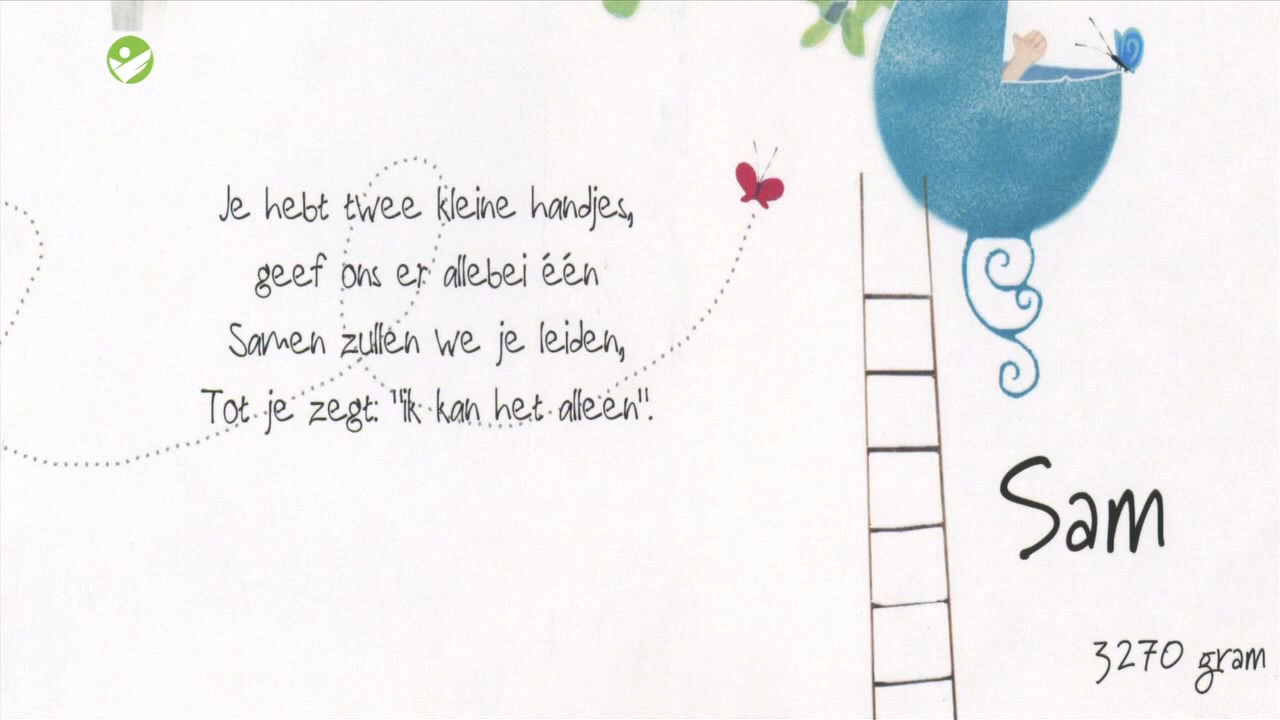 Je hebt twee kleine handjes,
geef ons er allebei één
Samen zullen we je leiden,
Tot je zegt: "ik kan het alleen".
Sam
3270 gram